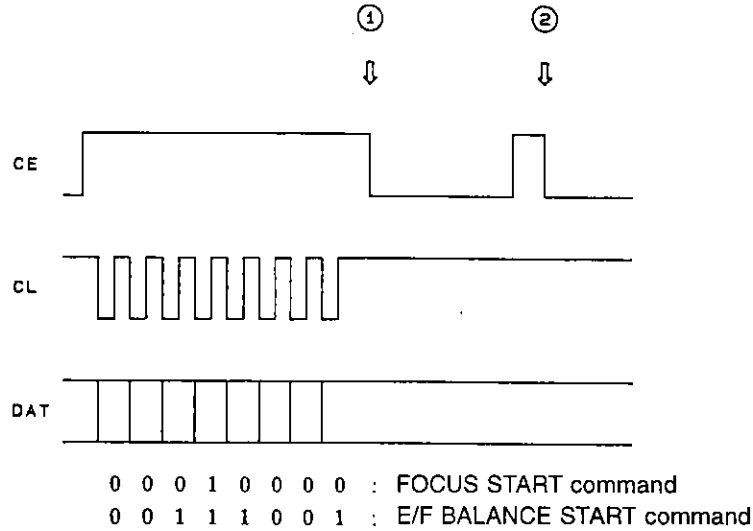 ① ②
CE
CL
DAT
0 0 0 1 0 0 0 0 : FOCUS START command
0 0 1 1 1 0 0 1 : E/F BALANCE START command